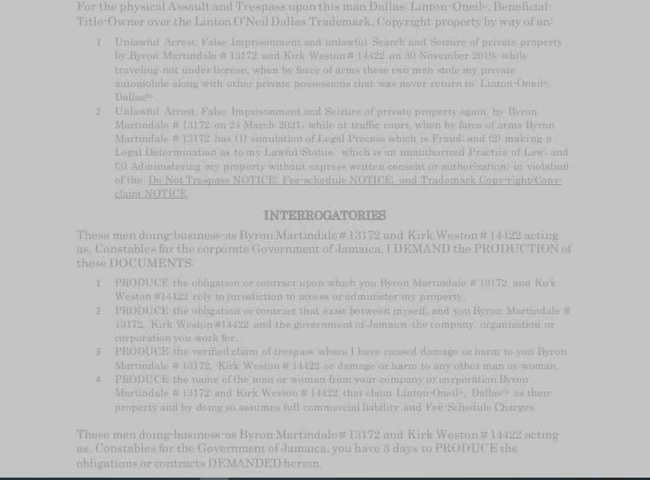 For the physical Assault and Trespass upon this man Dallas: Linton-Oneil≈, Beneficial-
Title-Owner over the Linton O'Neil Dallas Trademark, Copyright property by way of an:
1 Unlawful Arrest, False Imprisonment and unlawful Search and Seizure of private property
by Byron Martindale # 13172 and Kirk Weston# 14422 on 30 November 2019; while
traveling not under license, when by force of arms these two men stole my private
automobile along with other private possessions that was never return to: Linton-Oneil≈,
Dallas™.
2 Unlawful Arrest, False Imprisonment and Seizure of private property again, by Byron
Martindale # 13172 on 24 March 2021; while at traffic court, when by force of arms Byron
Martindale # 13172 has (1) simulation of Legal Process which is Fraud; and (2) making a
Legal Determination as to my Lawful-Status, which is an unauthorized Practice of Law; and
(3) Administering my property without express written consent or authorization; in violation
of the: Do Not Trespass NOTICE; Fee-schedule NOTICE; and Trademark Copy-right/Copy-
claim NOTICE
INTERROGATORIES
These men doing-business-as Byron Martindale# 13172 and Kirk Weston# 14422 acting
as, Constables for the corporate Government of Jamaica, I DEMAND the PRODUCTION of
these DOCUMENTS:
1 PRODUCE the obligation or contract upon which you Byron Martindale # 13172 and Kirk
Weston #14422 rely to jurisdiction to access or administer my property,
2 PRODUCE the obligation or contract that exist between myself, and you Byron Martindale #
13172, Kirk Weston #14422 and the government of Jamaica the company, organization or
corporation you work for.
3 PRODUCE the verified claim of trespass where I have caused damage or harm to you Byron
Martindale # 13172, Kirk Weston # 14422 or damage or harm to any other man or woman.
4 PRODUCE the name of the man or woman from your company or corporation Byron
Martindale # 13172 and Kirk Weston # 14422 that claim Linton-Oneil≈, Dallas™ as their
property and by doing so assumes full commercial liability and Fee Schedule Charges
These men doing-business-as Byron Martindale# 13172 and Kirk Weston # 14422 acting
as, Constables for the Government of Jamaica, you have 3 days to PRODUCE the
obligations or contracts DEMANDED herein.